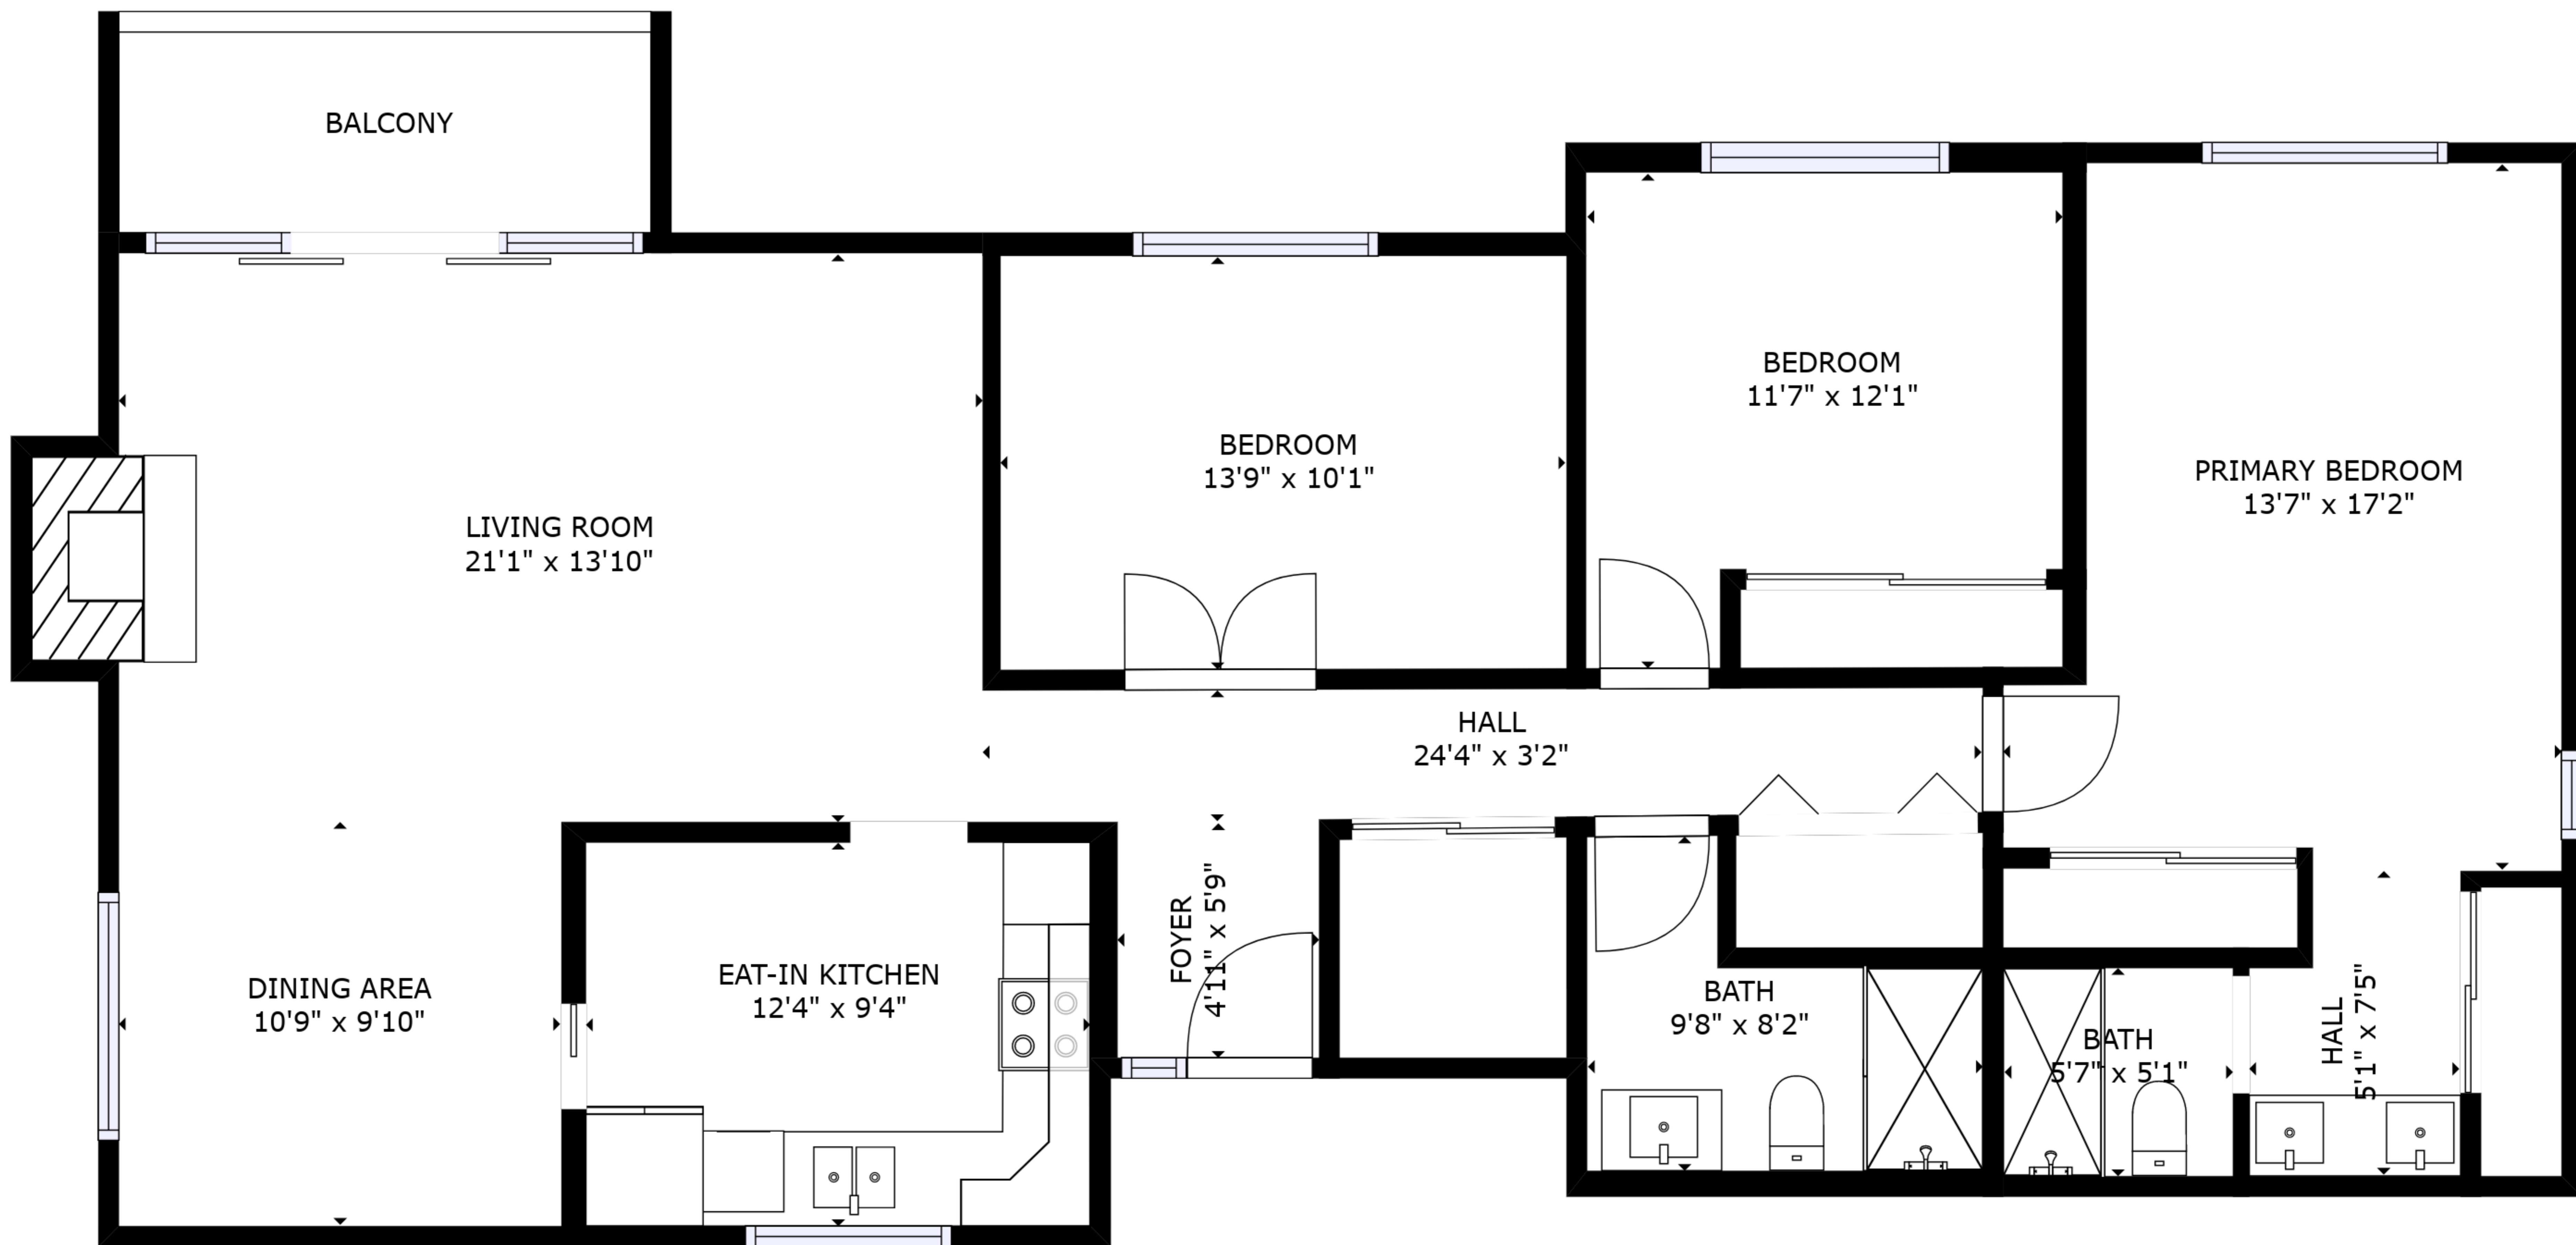 BALCONY
BEDROOM
11'7" x 12'1"
BEDROOM
13'9" x 10'1"
PRIMARY BEDROOM
13'7" x 17'2"
LIVING ROOM
21'1" x 13'10"
HALL
24'4" x 3'2"
FOYER
4'11" x 5'9"
DINING AREA
10'9" x 9'10"
EAT-IN KITCHEN
12'4" x 9'4"
BATH
9'8" x 8'2"
BATH
5'7" x 5'1"
HALL
5'1" x 7'5"